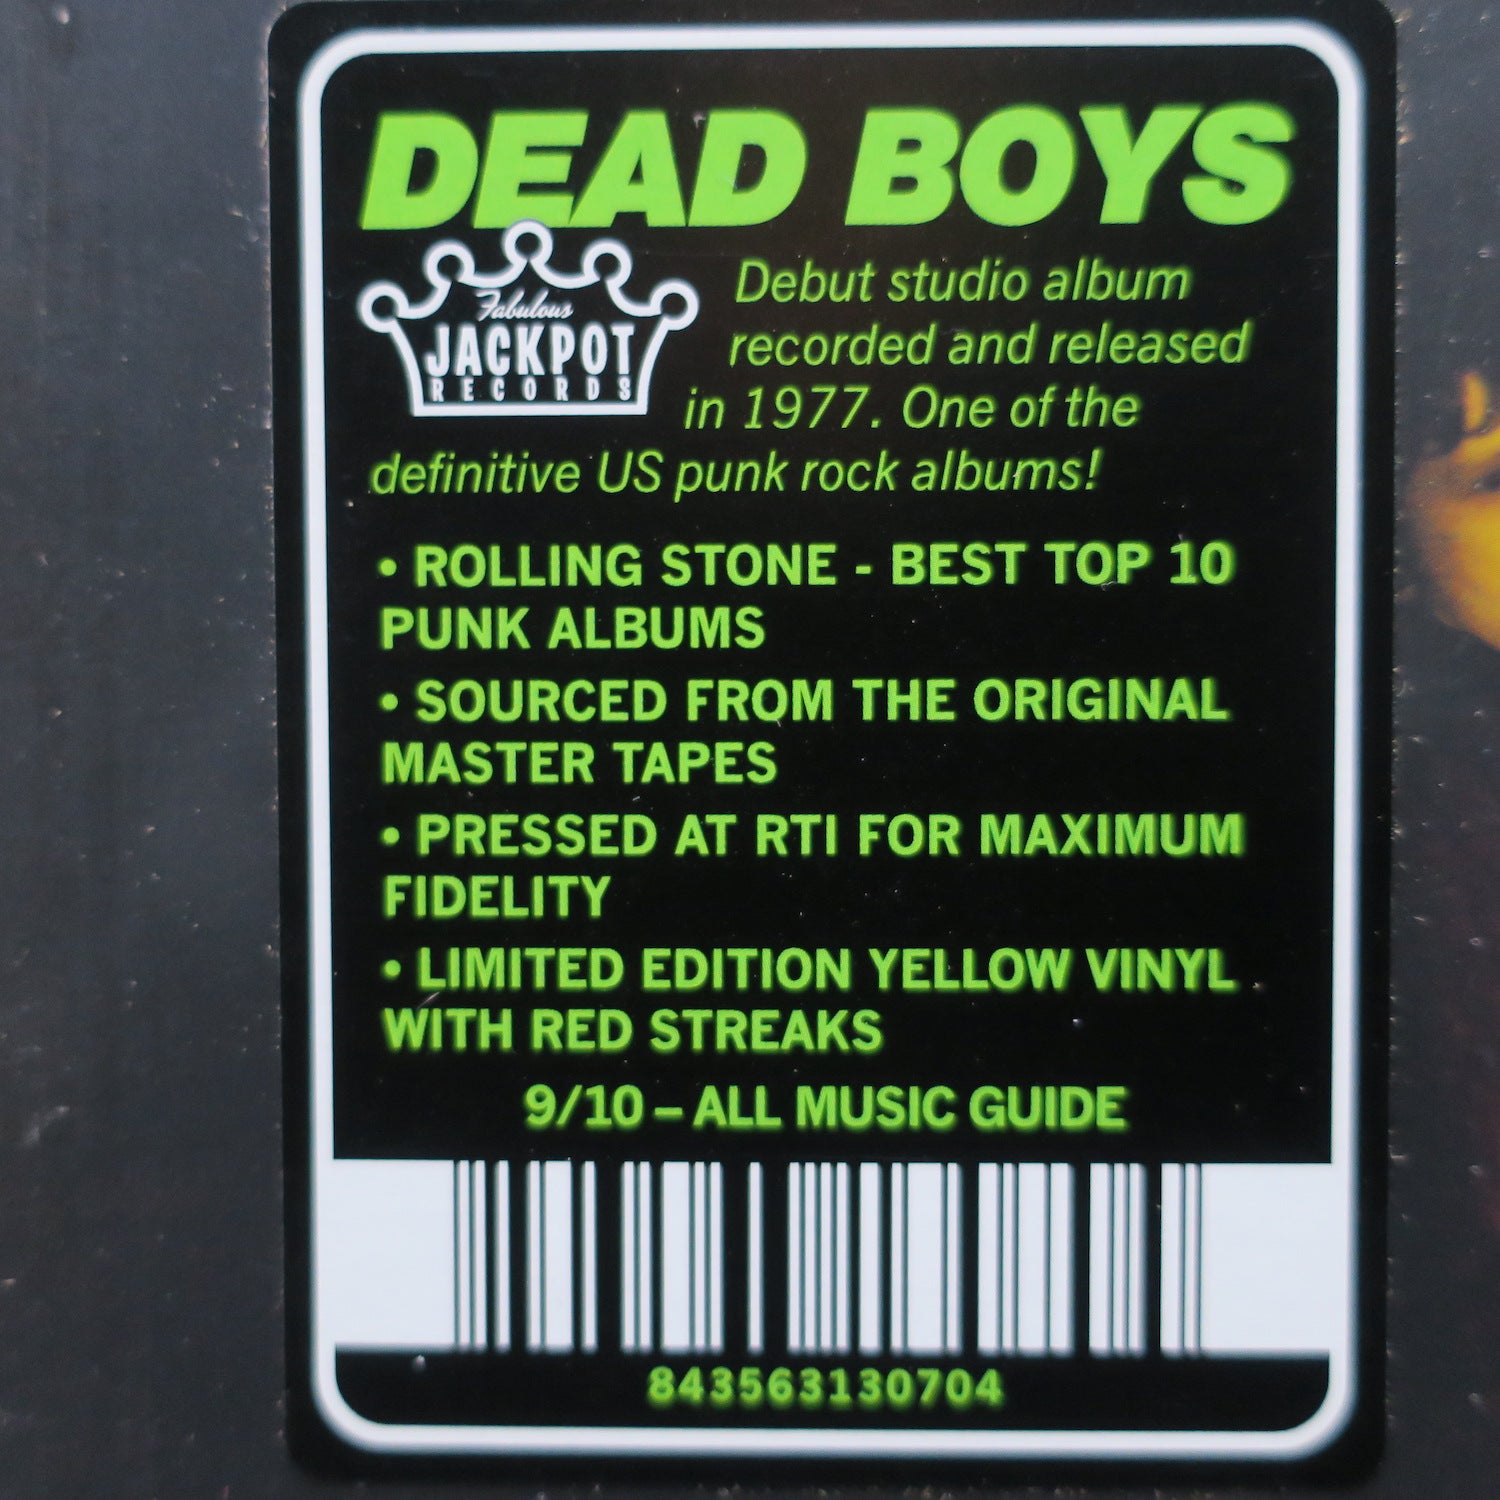 DEAD BOYS
Fabulous
JACKPOT
RECORDS
Debut studio album
recorded and released
in 1977. One of the
definitive US punk rock albums!
• ROLLING STONE - BEST TOP 10
PUNK ALBUMS
• SOURCED FROM THE ORIGINAL
MASTER TAPES
• PRESSED AT RTI FOR MAXIMUM
FIDELITY
• LIMITED EDITION YELLOW VINYL
WITH RED STREAKS
9/10 – ALL MUSIC GUIDE
843563130704